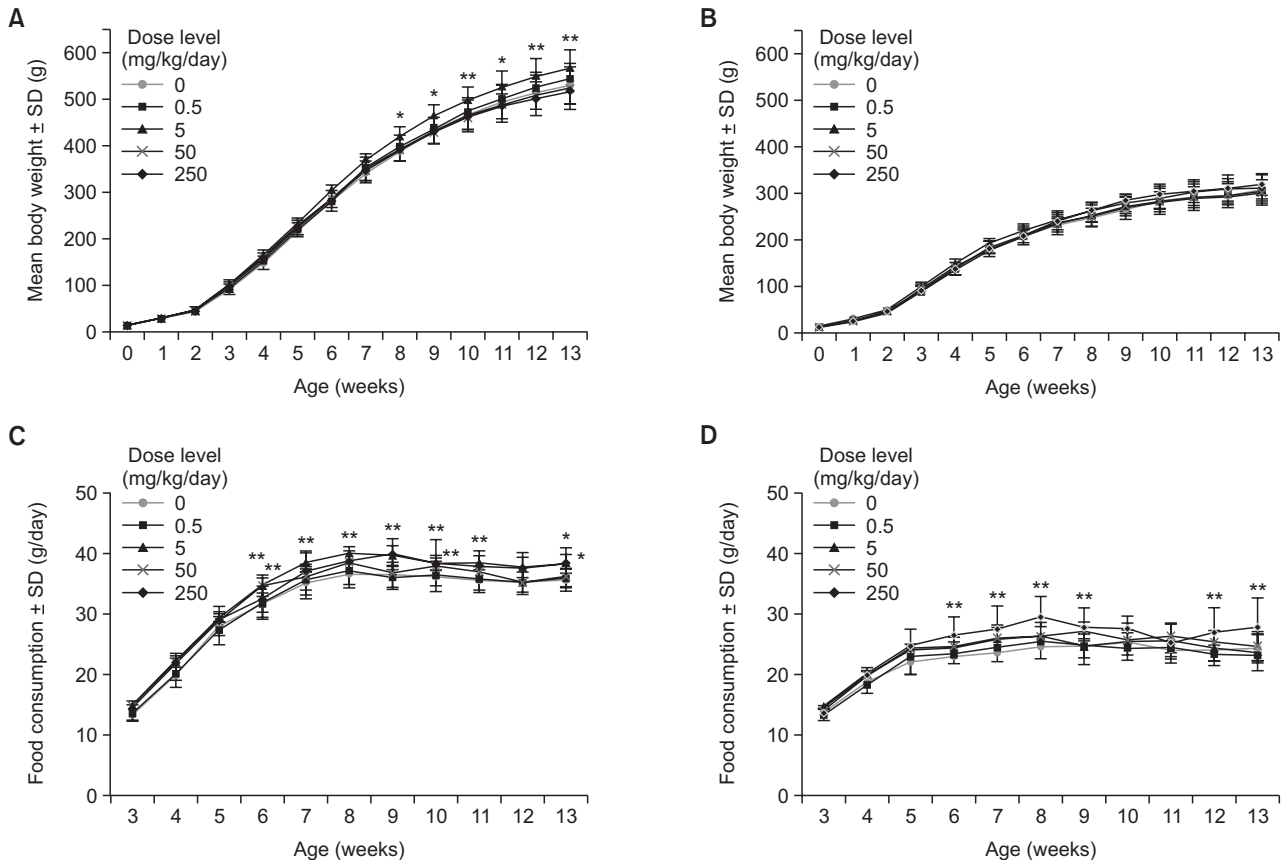 A
Mean body weight ± SD (g)
600
500
400
300
200
100
0
Dose level
(mg/kg/day)
0
0.5
5
50
250
* * ** * ** **
0 1 2 3 4 5 6 7 8 9 10 11 12 13
Age (weeks)
B
Mean body weight ± SD (g)
600
500
400
300
200
100
0
Dose level
(mg/kg/day)
0
0.5
5
50
250
0 1 2 3 4 5 6 7 8 9 10 11 12 13
Age (weeks)
C
Food consumption ± SD (g/day)
50
40
30
20
10
0
Dose level
(mg/kg/day)
0
0.5
5
50
250
** ** ** ** ** ** ** ** * *
3 4 5 6 7 8 9 10 11 12 13
Age (weeks)
D
Food consumption ± SD (g/day)
50
40
30
20
10
0
Dose level
(mg/kg/day)
0
0.5
5
50
250
** ** ** ** ** **
3 4 5 6 7 8 9 10 11 12 13
Age (weeks)